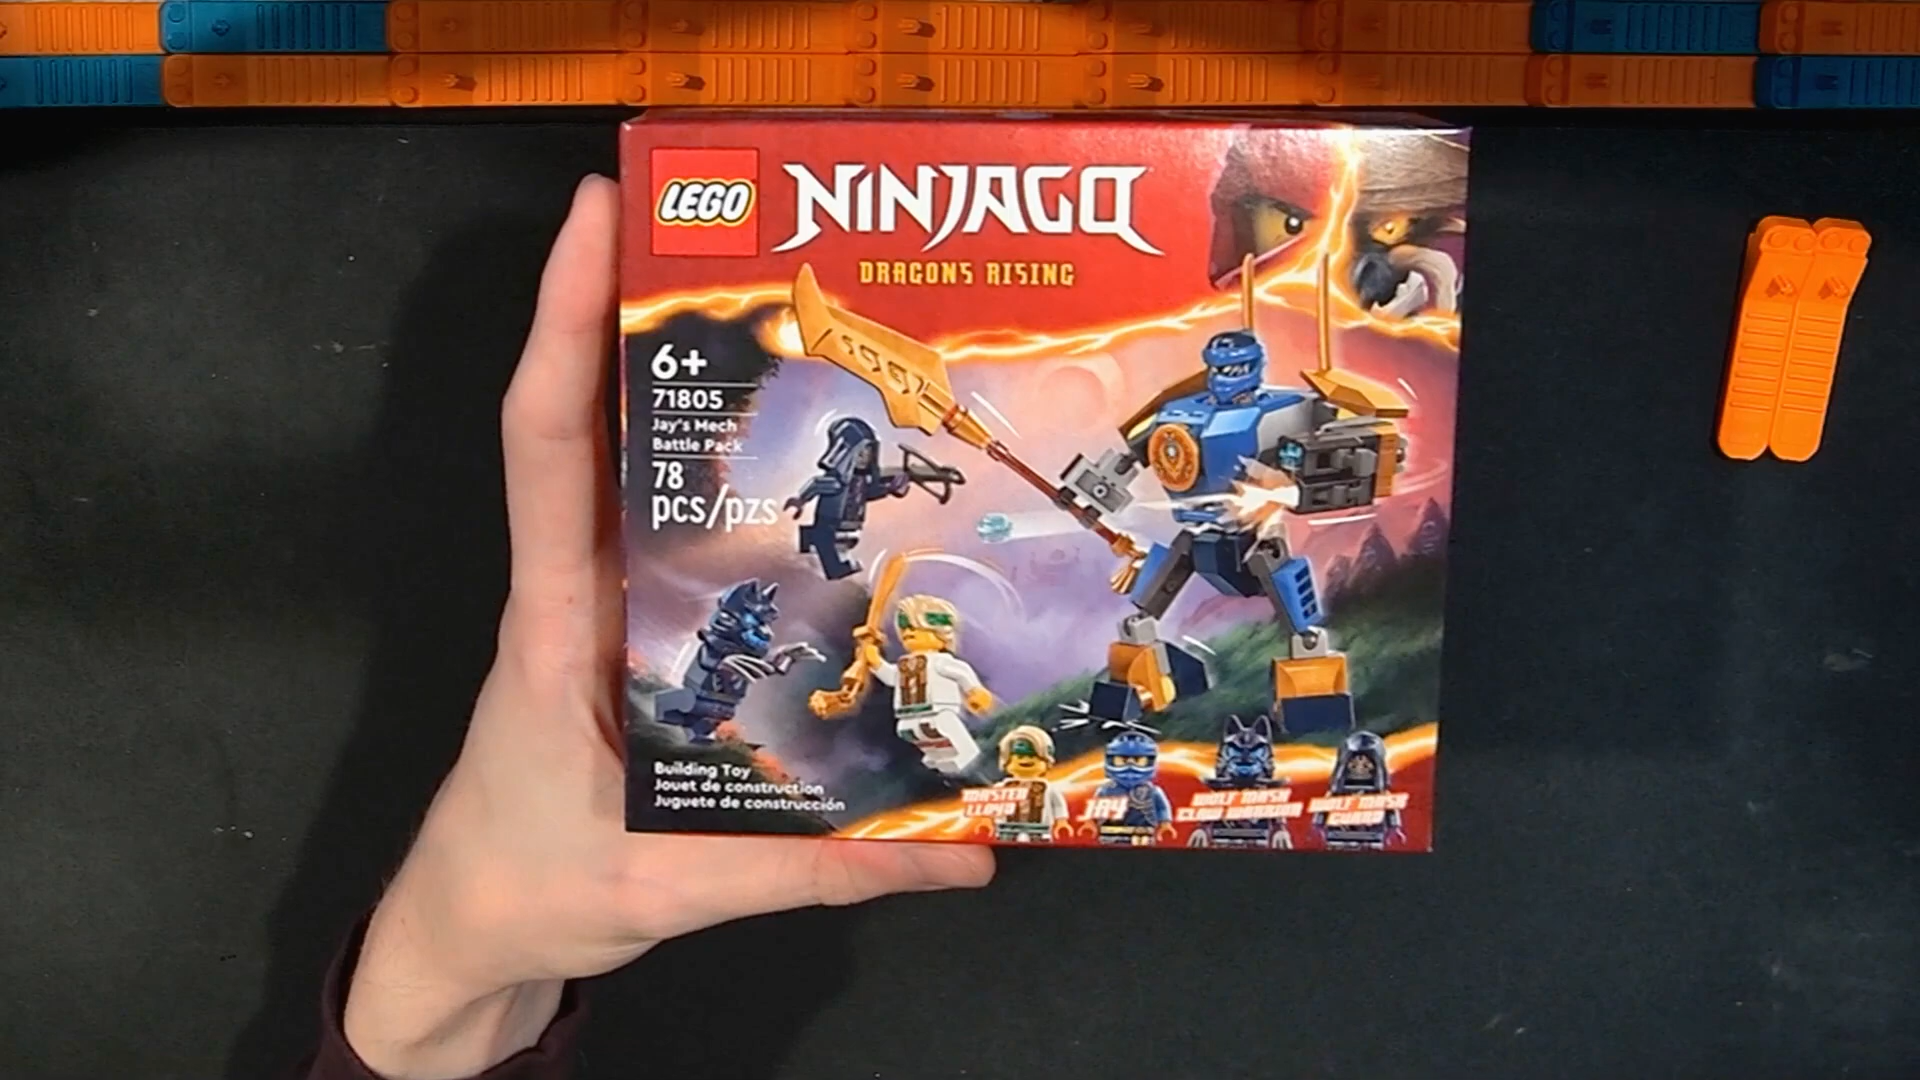 LEGO
NINJAGO
DRAGONS RISING
6+
71805
Jay's Mech
Battle Pack
78
pcs/pzs
Building Toy
Jouet de construction
Juguete de construcción
MASTER
LLOYD
JAY
WOLF MASK
CLAW WARRIOR
WOLF MASK
GUARD